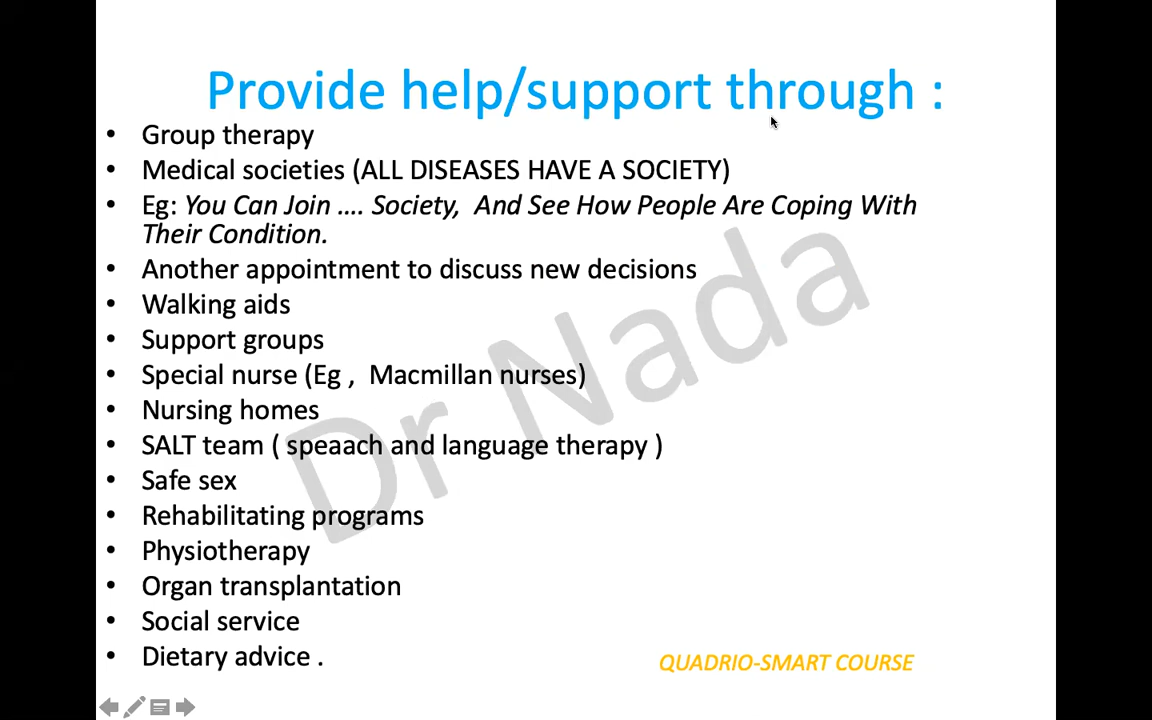 Provide help/support through :
• Group therapy
• Medical societies (ALL DISEASES HAVE A SOCIETY)
• Eg: You Can Join .... Society,  And See How People Are Coping With
Their Condition.
• Another appointment to discuss new decisions
• Walking aids
• Support groups
• Special nurse (Eg ,  Macmillan nurses)
• Nursing homes
• SALT team ( speaach and language therapy )
• Safe sex
• Rehabilitating programs
• Physiotherapy
• Organ transplantation
• Social service
• Dietary advice .
Dr Nada
QUADRIO-SMART COURSE